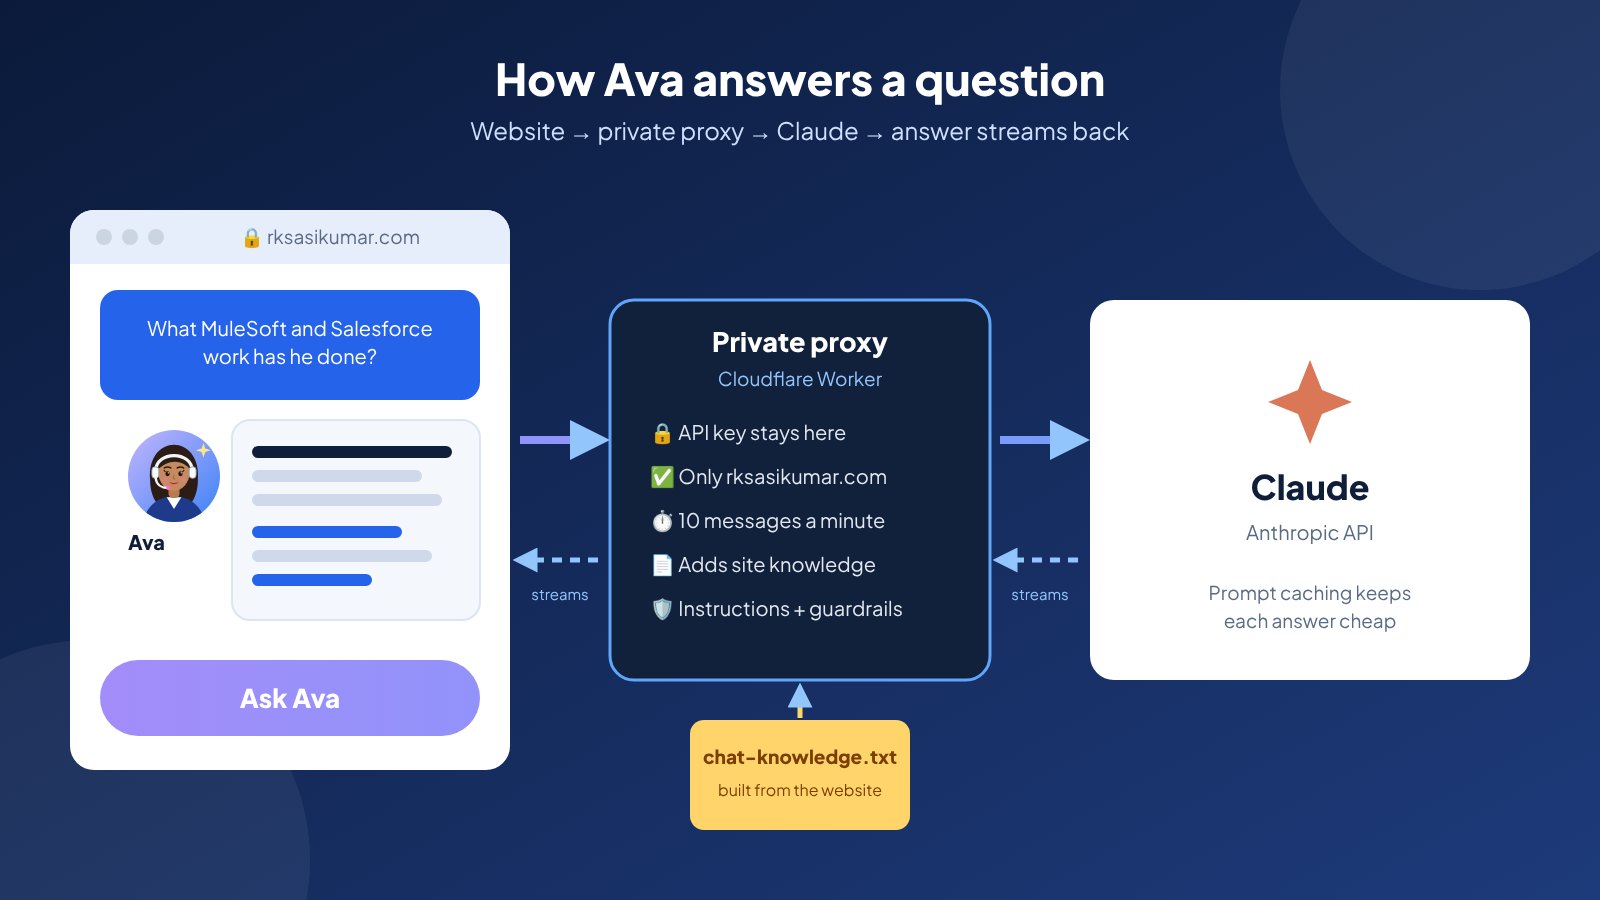 How Ava answers a question
Website → private proxy → Claude → answer streams back
🔒 rksasikumar.com
What MuleSoft and Salesforce
work has he done?
Ava
Ask Ava
streams
Private proxy
Cloudflare Worker
🔒 API key stays here
✅ Only rksasikumar.com
⏱️ 10 messages a minute
📄 Adds site knowledge
🛡️ Instructions + guardrails
chat-knowledge.txt
built from the website
streams
Claude
Anthropic API
Prompt caching keeps
each answer cheap